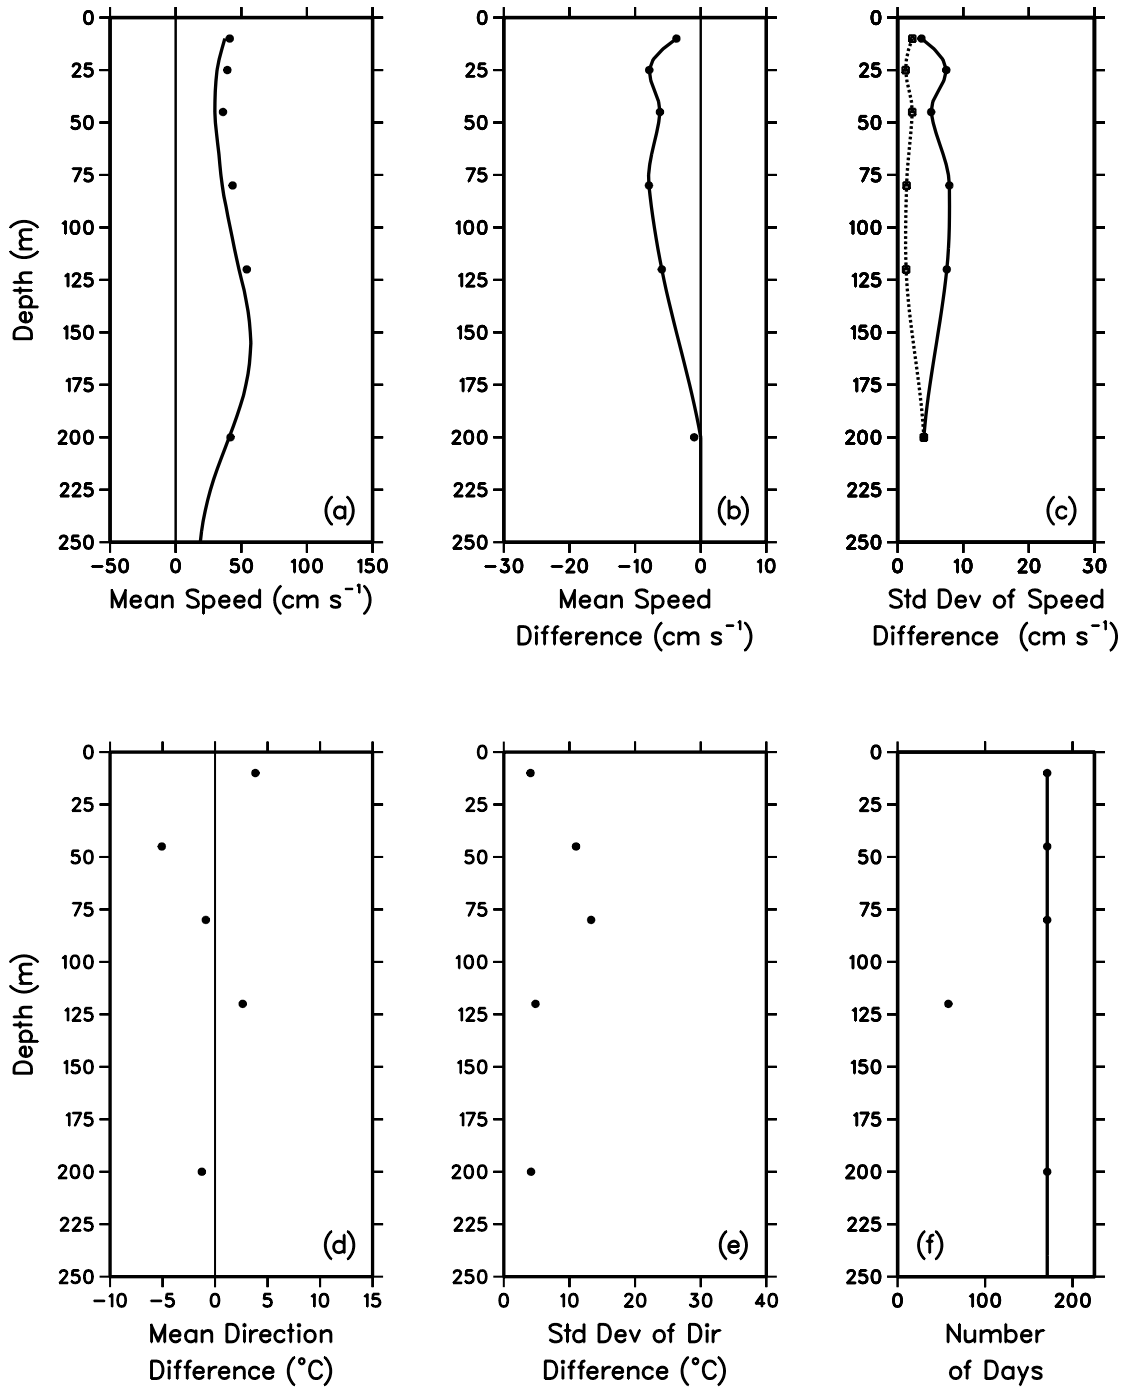 0
25
50
75
100
125
150
175
200
225
250
Depth (m)
(a)
−50 0 50 100 150
Mean Speed (cm s⁻¹)
0
25
50
75
100
125
150
175
200
225
250
(b)
−30 −20 −10 0 10
Mean Speed
Difference (cm s⁻¹)
0
25
50
75
100
125
150
175
200
225
250
(c)
0 10 20 30
Std Dev of Speed
Difference (cm s⁻¹)
0
25
50
75
100
125
150
175
200
225
250
Depth (m)
(d)
−10 −5 0 5 10 15
Mean Direction
Difference (°C)
0
25
50
75
100
125
150
175
200
225
250
(e)
0 10 20 30 40
Std Dev of Dir
Difference (°C)
0
25
50
75
100
125
150
175
200
225
250
(f)
0 100 200
Number
of Days